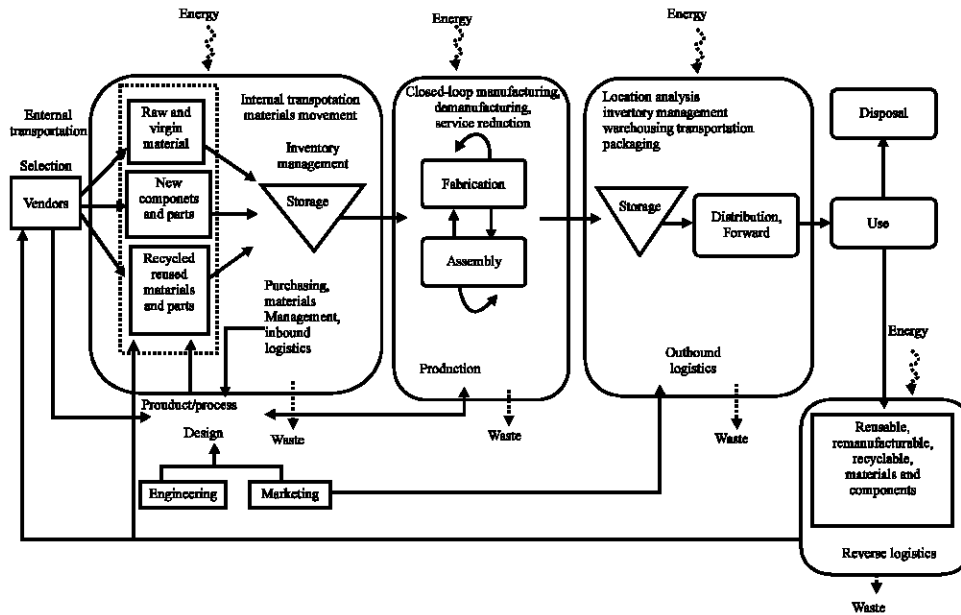 Energy
Energy
Energy
Enternal
transportation
Selection
Vendors
Raw and
virgin
material
New
componets
and parts
Recycled
reused
matarials
and parts
Internal transpotation
materials movement
Inventory
management
Storage
Purchasing,
materials
Management,
inbound
logistics
Closed-loop manufacturing,
demanufacturing,
service reduction
Fabrication
Assembly
Production
Location analysis
inventory management
warehousing transportation
packaging
Storage
Distribution,
Forward
Outbound
logistics
Disposal
Use
Energy
Prouduct/process
Design
Engineering
Marketing
Waste
Waste
Waste
Reusable,
remanufacturable,
recyclable,
materials and
components
Reverse logistics
Waste